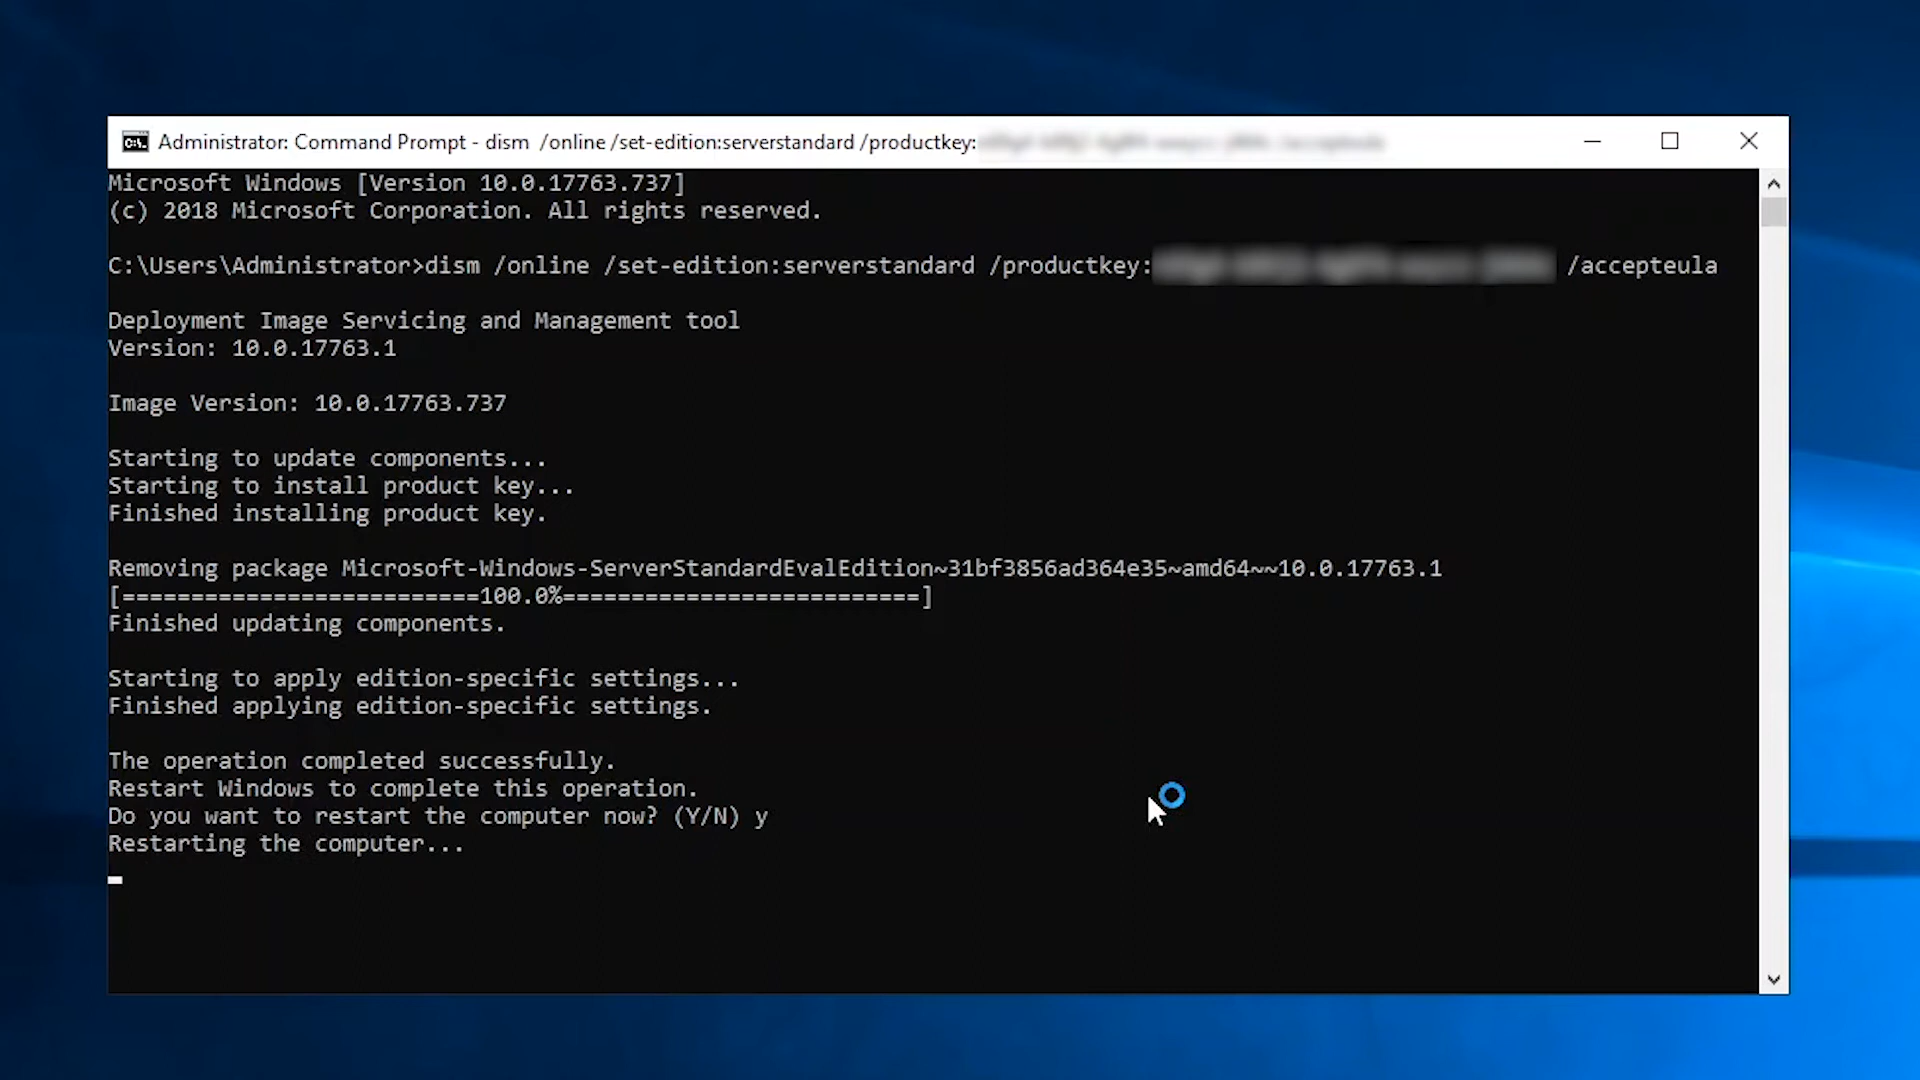 Administrator: Command Prompt - dism  /online /set-edition:serverstandard /productkey:
Microsoft Windows [Version 10.0.17763.737]
(c) 2018 Microsoft Corporation. All rights reserved.
C:\Users\Administrator>dism /online /set-edition:serverstandard /productkey: /accepteula
Deployment Image Servicing and Management tool
Version: 10.0.17763.1
Image Version: 10.0.17763.737
Starting to update components...
Starting to install product key...
Finished installing product key.
Removing package Microsoft-Windows-ServerStandardEvalEdition~31bf3856ad364e35~amd64~~10.0.17763.1
[==========================100.0%==========================]
Finished updating components.
Starting to apply edition-specific settings...
Finished applying edition-specific settings.
The operation completed successfully.
Restart Windows to complete this operation.
Do you want to restart the computer now? (Y/N) y
Restarting the computer...